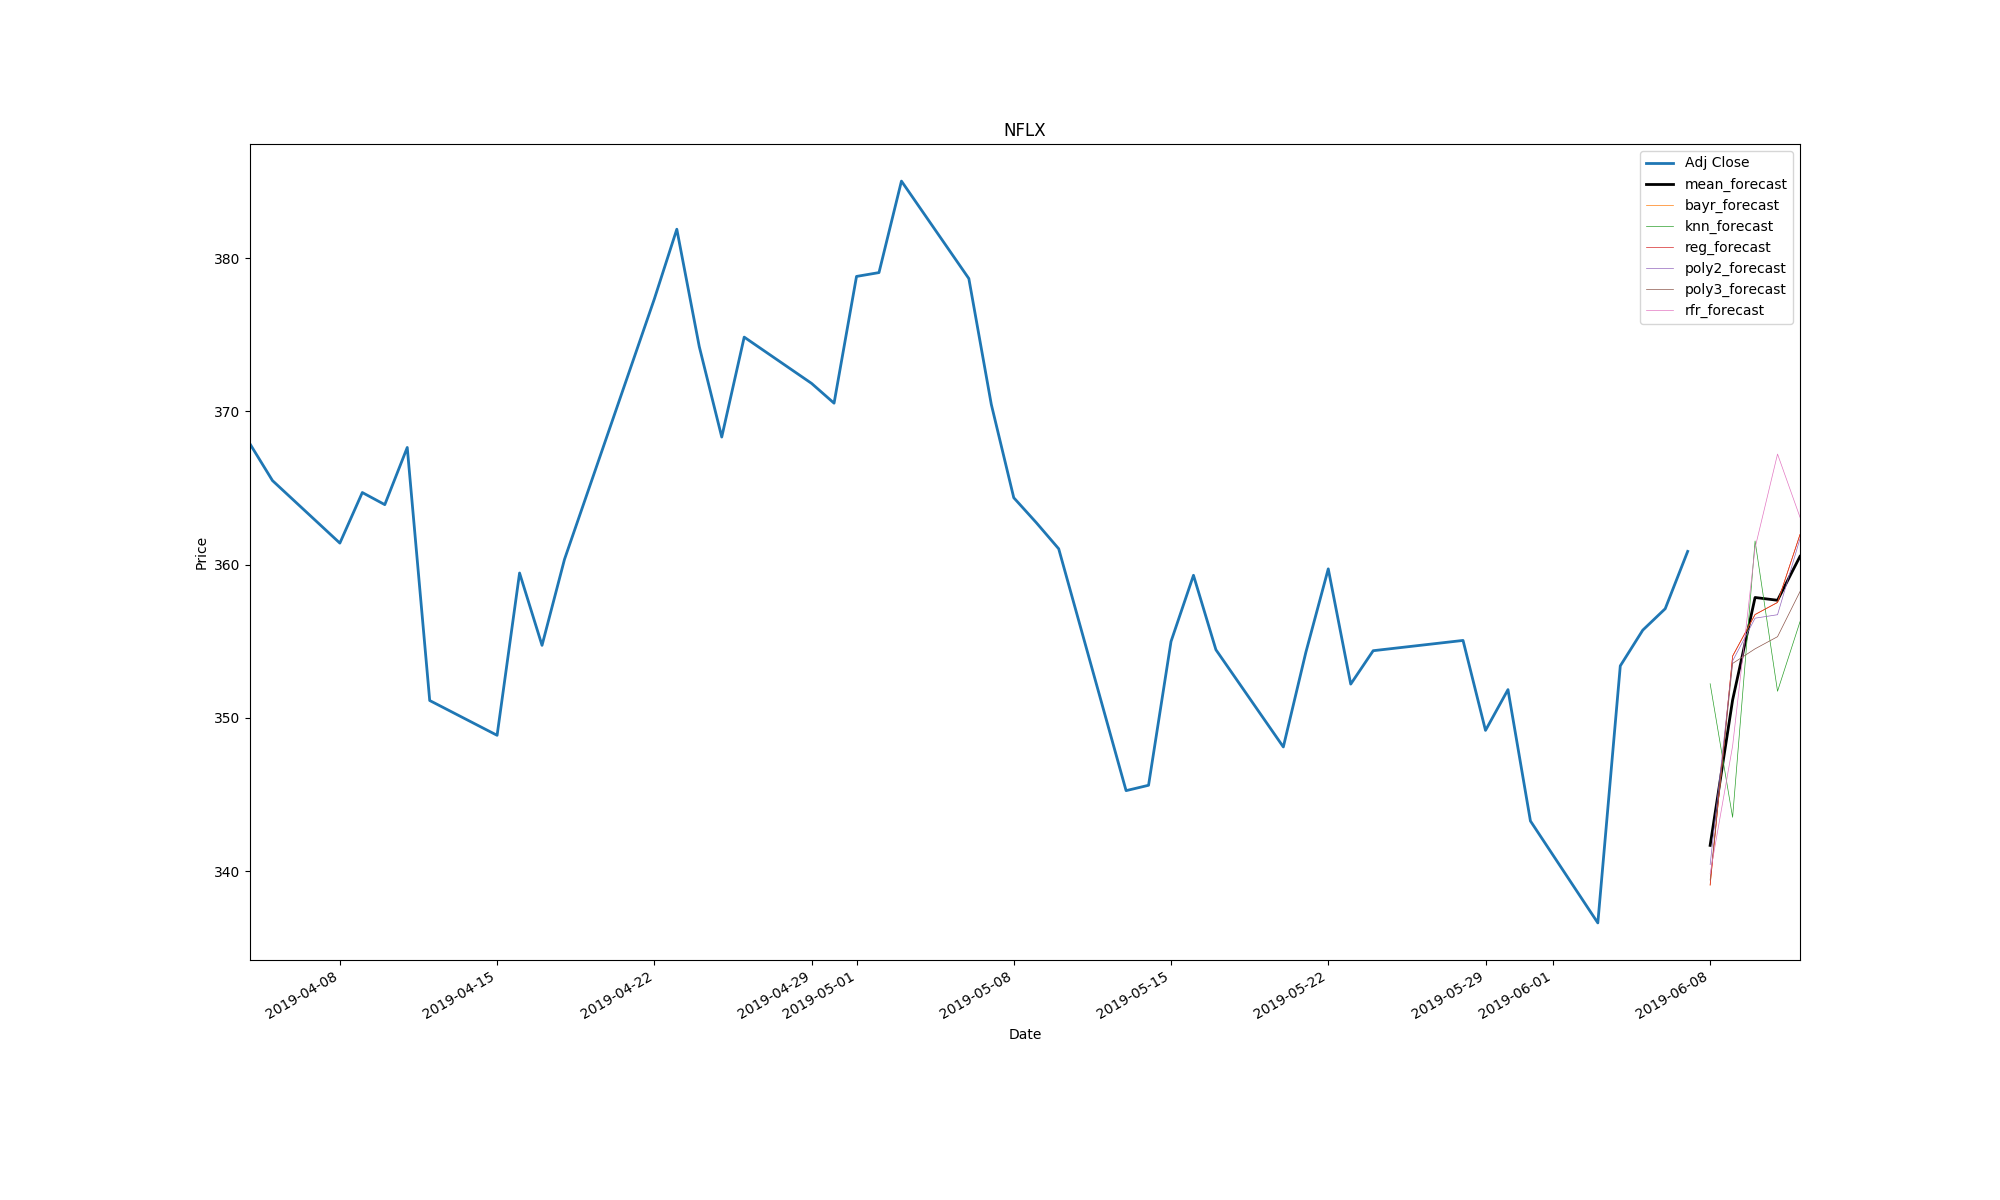 NFLX
Adj Close
mean_forecast
bayr_forecast
knn_forecast
reg_forecast
poly2_forecast
poly3_forecast
rfr_forecast
380
370
360
350
340
Price
2019-04-08
2019-04-15
2019-04-22
2019-04-29
2019-05-01
2019-05-08
2019-05-15
2019-05-22
2019-05-29
2019-06-01
2019-06-08
Date